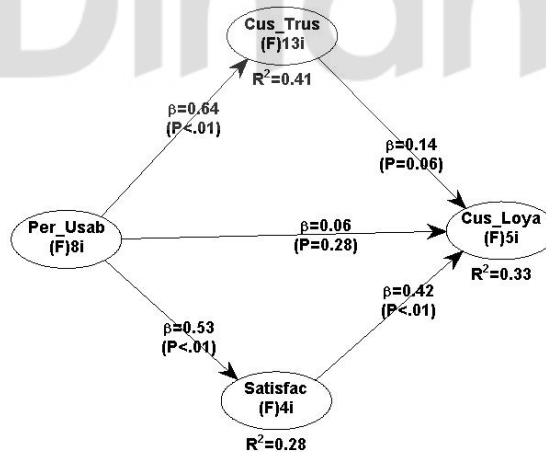 Cus_Trus
(F)13i
R²=0.41
β=0.64
(P<.01)
β=0.14
(P=0.06)
Per_Usab
(F)8i
β=0.06
(P=0.28)
Cus_Loya
(F)5i
R²=0.33
β=0.53
(P<.01)
β=0.42
(P<.01)
Satisfac
(F)4i
R²=0.28